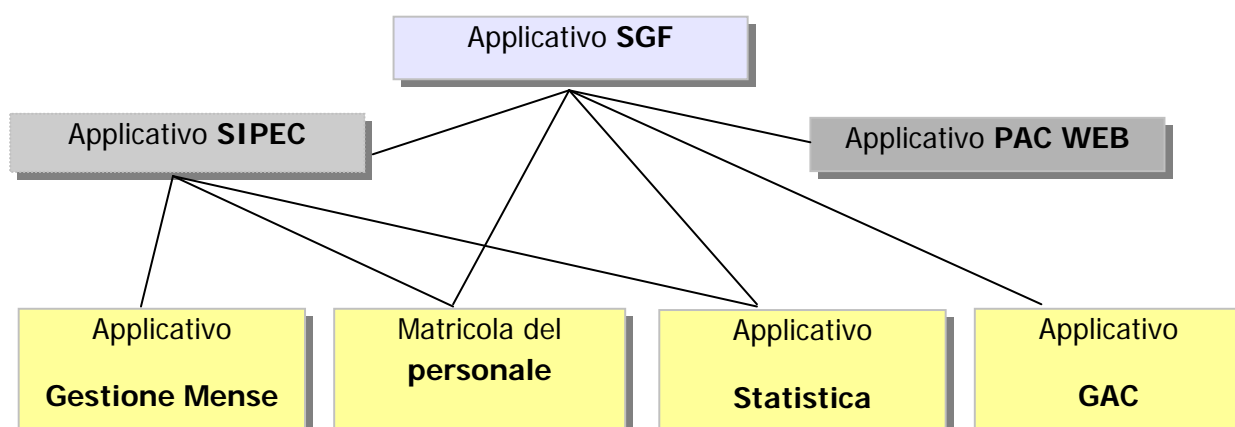 Applicativo SGF
Applicativo SIPEC
Applicativo PAC WEB
Applicativo
Gestione Mense
Matricola del
personale
Applicativo
Statistica
Applicativo
GAC